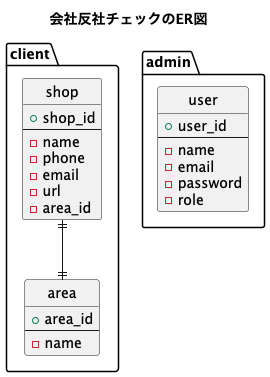 会社反社チェックのER図
client
shop
shop_id
name
phone
email
url
area_id
area
area_id
name
admin
user
user_id
name
email
password
role